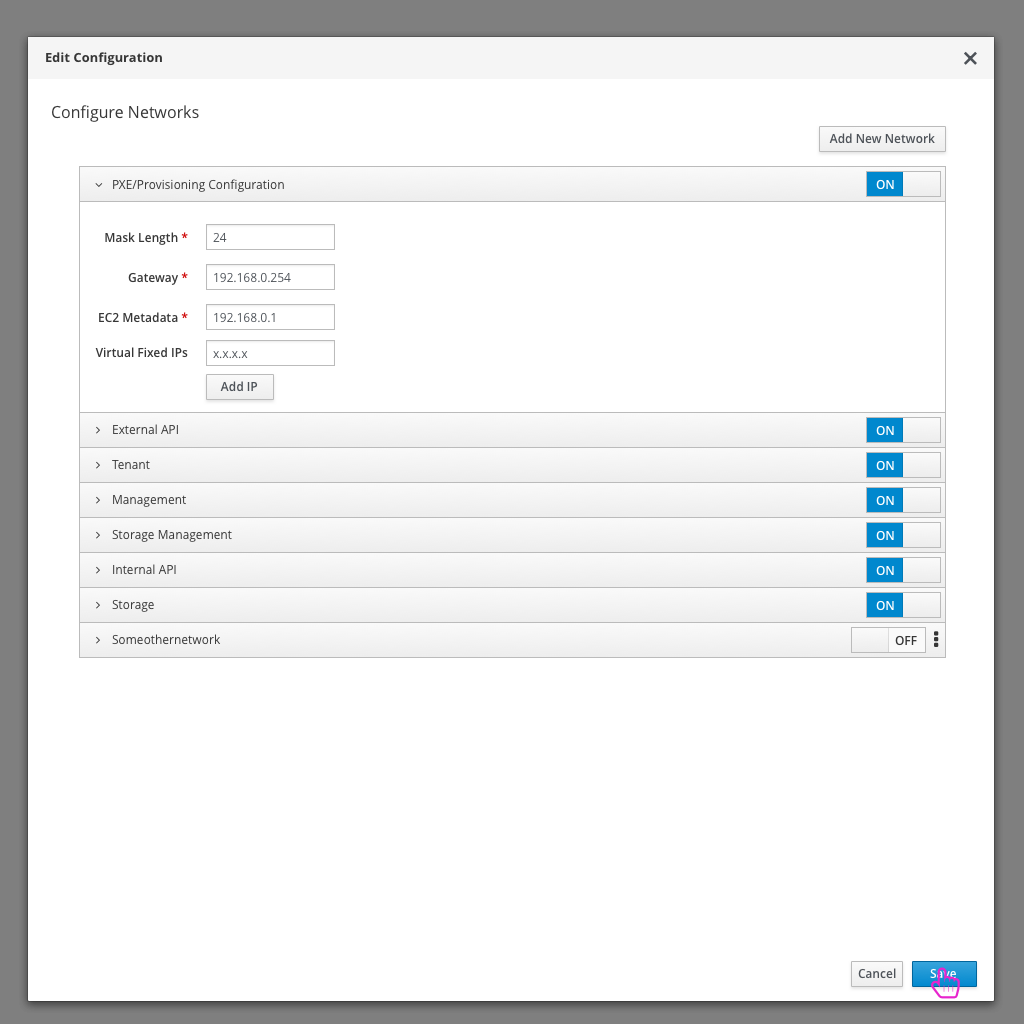 Edit Configuration
Configure Networks
Add New Network
PXE/Provisioning Configuration ON
Mask Length * 24
Gateway * 192.168.0.254
EC2 Metadata * 192.168.0.1
Virtual Fixed IPs x.x.x.x
Add IP
External API ON
Tenant ON
Management ON
Storage Management ON
Internal API ON
Storage ON
Someothernetwork OFF
Cancel Save